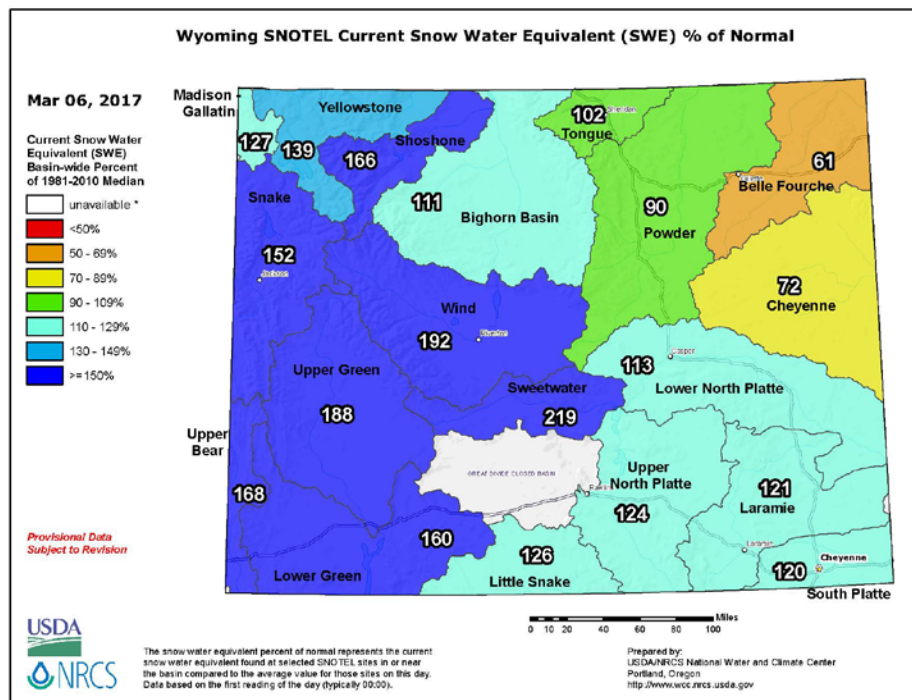 Wyoming SNOTEL Current Snow Water Equivalent (SWE) % of Normal
Mar 06, 2017
Current Snow Water
Equivalent (SWE)
Basin-wide Percent
of 1981-2010 Median
unavailable *
<50%
50 - 69%
70 - 89%
90 - 109%
110 - 129%
130 - 149%
>=150%
Provisional Data
Subject to Revision
Madison
Gallatin
127
Yellowstone
139
Shoshone
166
Snake
152
Jackson
111
Bighorn Basin
102
Sheridan
Tongue
90
Powder
Gillette
61
Belle Fourche
72
Cheyenne
Wind
192
Riverton
Upper Green
188
Sweetwater
219
113
Casper
Lower North Platte
Upper
Bear
168
GREAT DIVIDE CLOSED BASIN
Rawlins
Upper
North Platte
124
121
Laramie
Laramie
160
Lower Green
126
Little Snake
120
Cheyenne
South Platte
Miles
0 10 20 40 60 80 100
USDA
NRCS
The snow water equivalent percent of normal represents the current
snow water equivalent found at selected SNOTEL sites in or near
the basin compared to the average value for those sites on this day.
Data based on the first reading of the day (typically 00:00).
Prepared by:
USDA/NRCS National Water and Climate Center
Portland, Oregon
http://www.wcc.nrcs.usda.gov